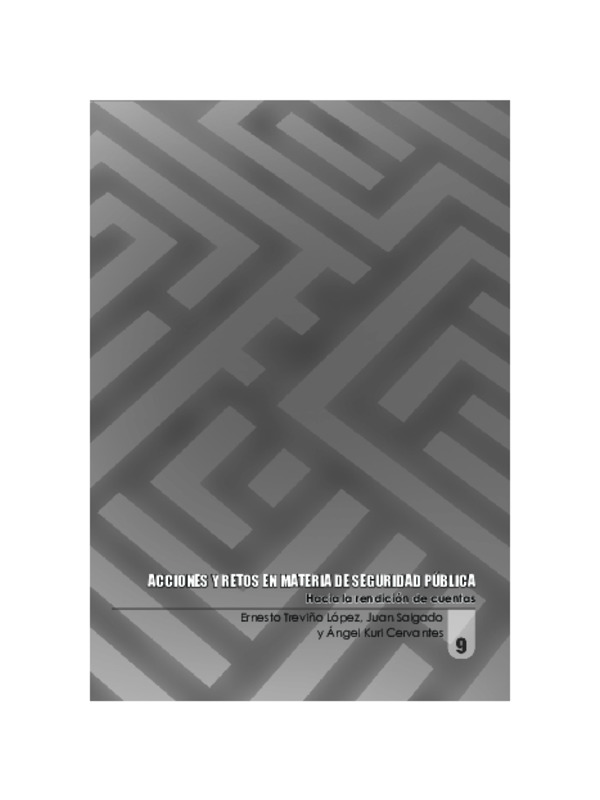 ACCIONES Y RETOS EN MATERIA DE SEGURIDAD PÚBLICA
Hacia la rendición de cuentas
Ernesto Treviña López, Juan Salgado
y Ángel Kuri Cervantes
9